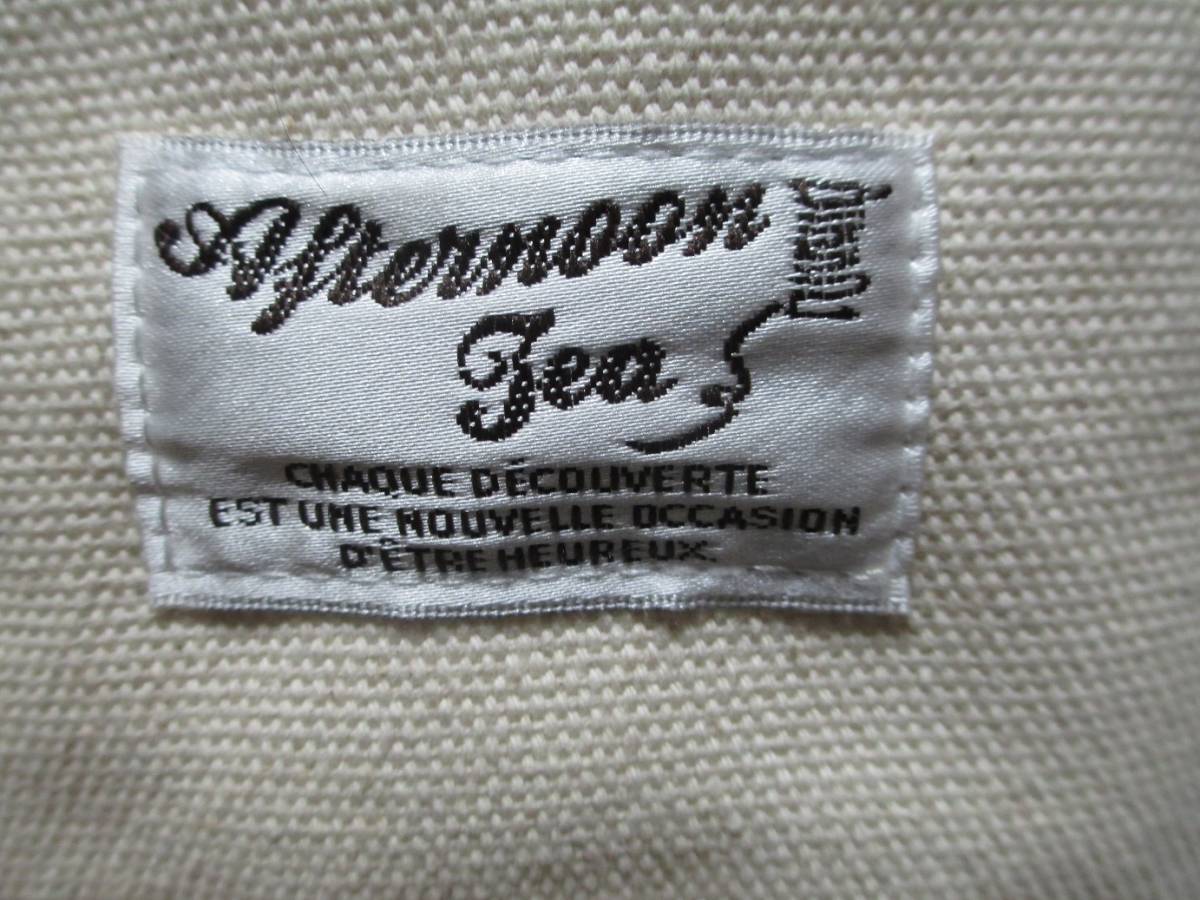 Afternoon
Tea
CHAQUE DÉCOUVERTE
EST UNE NOUVELLE OCCASION
D'ÊTRE HEUREUX.